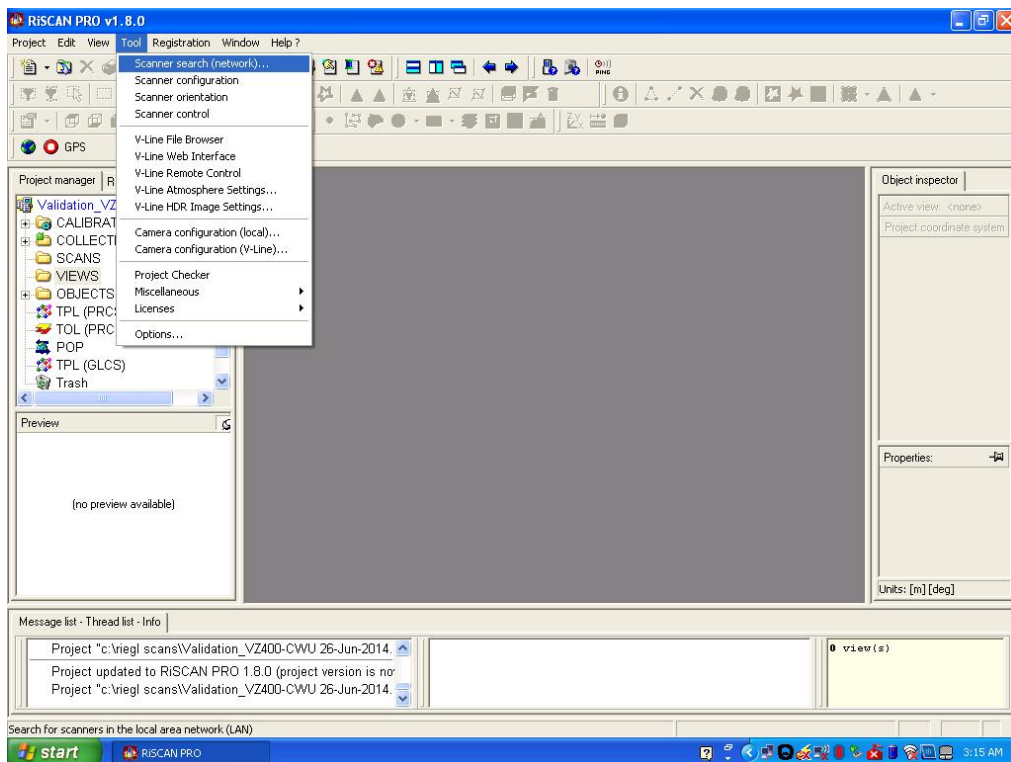 RiSCAN PRO v1.8.0
Project Edit View Tool Registration Window Help ?
Scanner search (network)...
Scanner configuration
Scanner orientation
Scanner control
V-Line File Browser
V-Line Web Interface
V-Line Remote Control
V-Line Atmosphere Settings...
V-Line HDR Image Settings...
Camera configuration (local)...
Camera configuration (V-Line)...
Project Checker
Miscellaneous
Licenses
Options...
PING
GPS
Project manager R
Validation_VZ
CALIBRAT
COLLECTI
SCANS
VIEWS
OBJECTS
TPL (PRC
TOL (PRC
POP
TPL (GLCS)
Trash
Preview
(no preview available)
Object inspector
Active view: <none>
Project coordinate system
Properties:
Units: [m] [deg]
Message list - Thread list - Info
Project "c:\riegl scans\Validation_VZ400-CWU 26-Jun-2014.
Project updated to RiSCAN PRO 1.8.0 (project version is no
Project "c:\riegl scans\Validation_VZ400-CWU 26-Jun-2014.
0 view(s)
Search for scanners in the local area network (LAN)
start RiSCAN PRO 3:15 AM